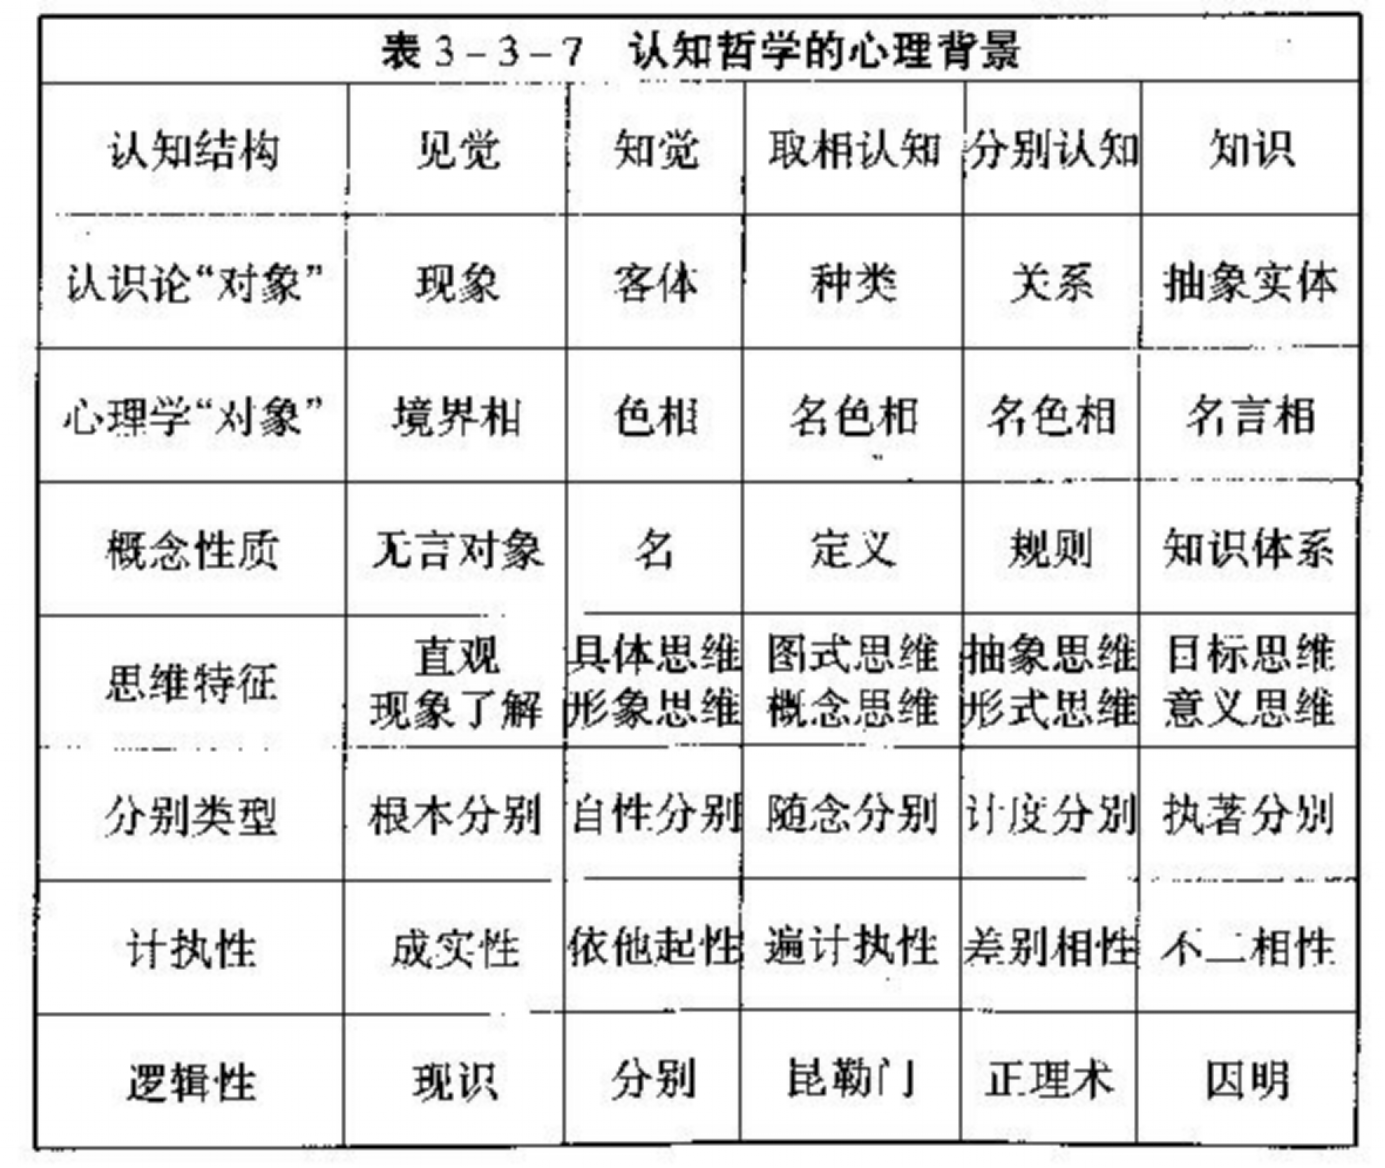 表3-3-7 认知哲学的心理背景
认知结构 见觉 知觉 取相认知 分别认知 知识
认识论“对象” 现象 客体 种类 关系 抽象实体
心理学“对象” 境界相 色相 名色相 名色相 名言相
概念性质 无言对象 名 定义 规则 知识体系
思维特征 直观 具体思维 图式思维 抽象思维 目标思维
现象了解 形象思维 概念思维 形式思维 意义思维
分别类型 根本分别 自性分别 随念分别 计度分别 执著分别
计执性 成实性 依他起性 遍计执性 差别相性 不二相性
逻辑性 现识 分别 昆勒门 正理术 因明